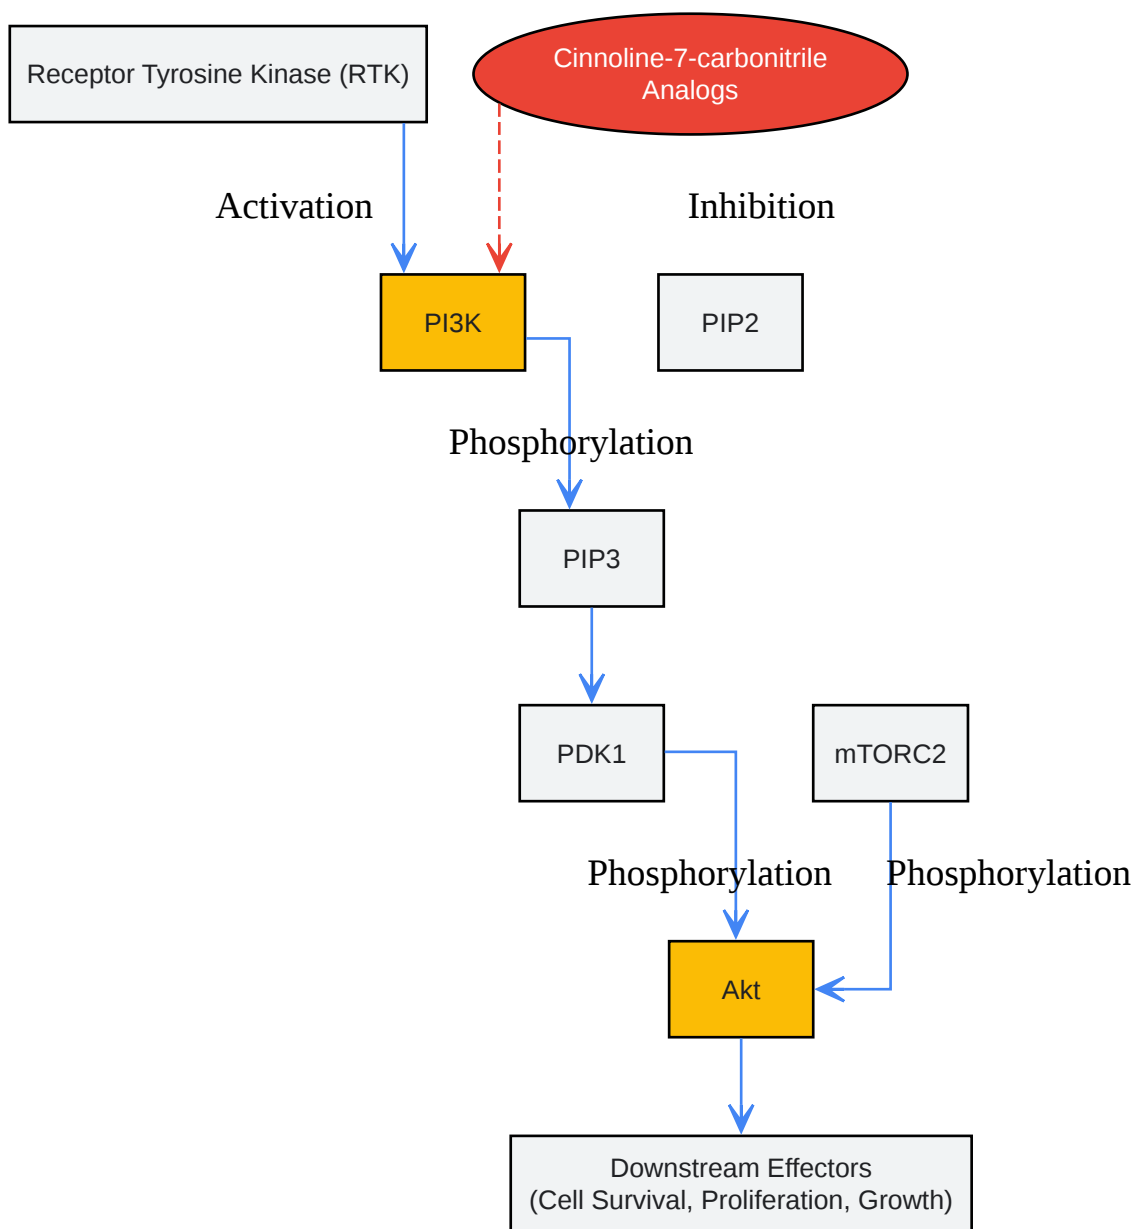 Receptor Tyrosine Kinase (RTK)
Cinnoline-7-carbonitrile
Analogs
Activation
Inhibition
PI3K
PIP2
Phosphorylation
PIP3
PDK1
mTORC2
Phosphorylation
Phosphorylation
Akt
Downstream Effectors
(Cell Survival, Proliferation, Growth)